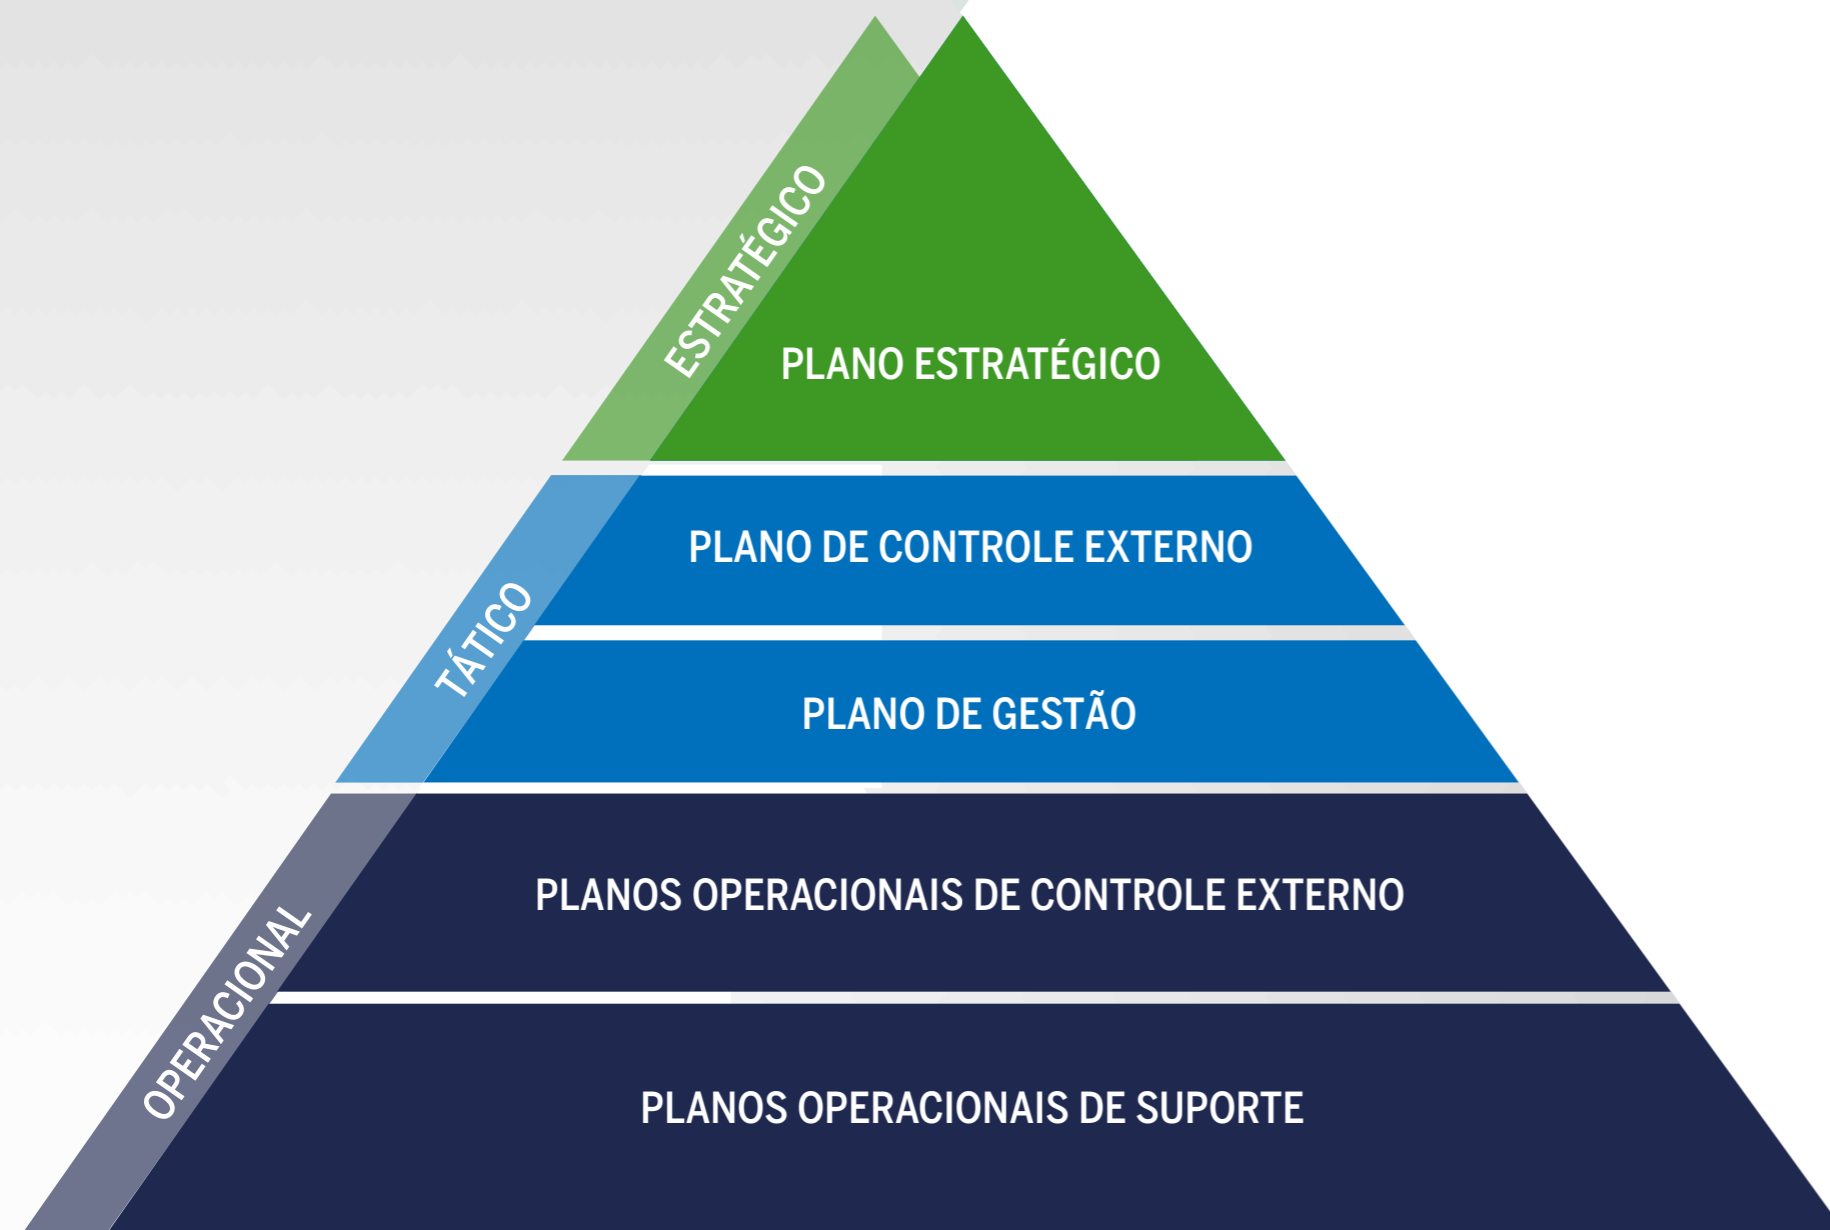 ESTRATÉGICO
PLANO ESTRATÉGICO
TÁTICO
PLANO DE CONTROLE EXTERNO
PLANO DE GESTÃO
OPERACIONAL
PLANOS OPERACIONAIS DE CONTROLE EXTERNO
PLANOS OPERACIONAIS DE SUPORTE